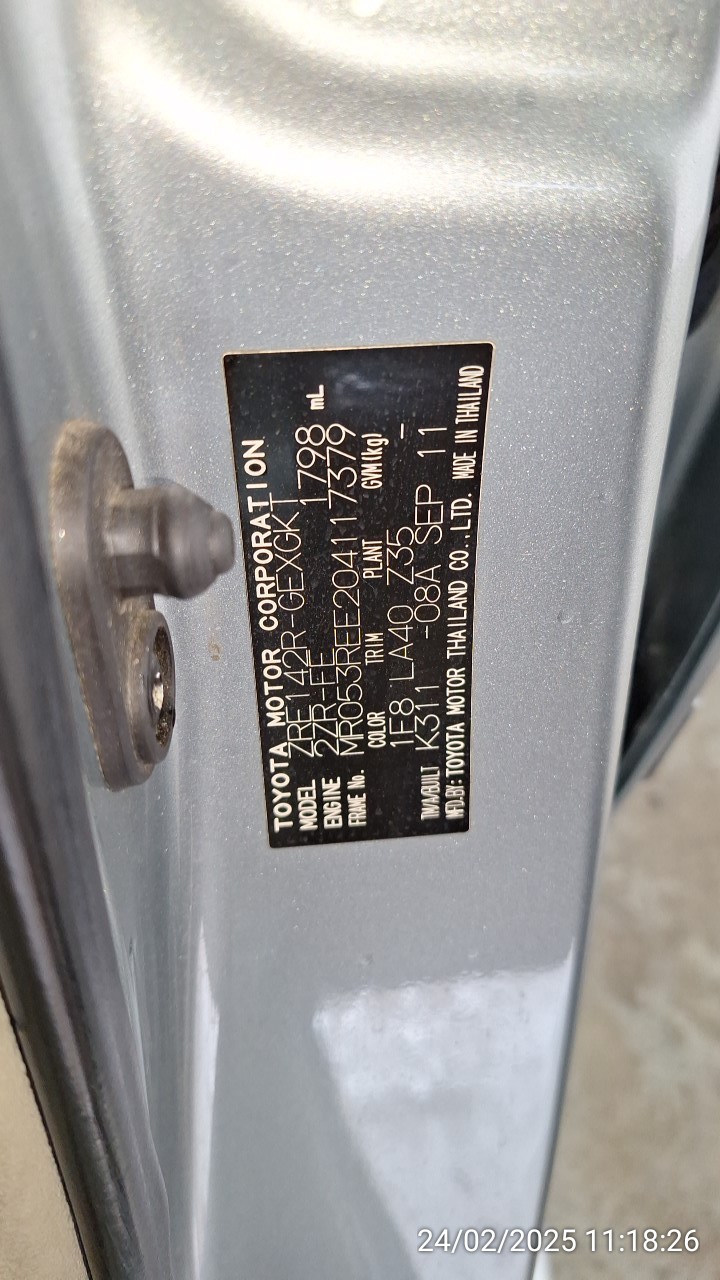 TOYOTA MOTOR CORPORATION
MODEL ZRE142R-GEXGKT
ENGINE 2ZR-FE 1798 mL
FRAME No. MR053REE204117379
COLOR TRIM PLANT GVM(kg)
1F8 LA40 Z35 -
TMA/BUILT K311 -08A SEP 11
MFD.BY: TOYOTA MOTOR THAILAND CO.,LTD. MADE IN THAILAND
24/02/2025 11:18:26